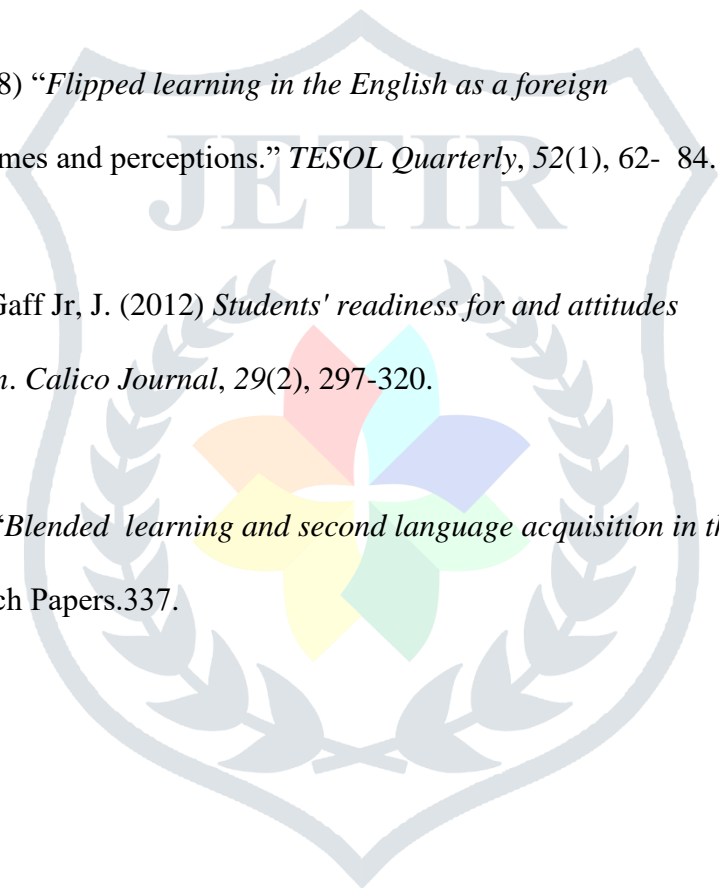 8) “Flipped learning in the English as a foreign
mes and perceptions.” TESOL Quarterly, 52(1), 62- 84.
JETIR
Gaff Jr, J. (2012) Students' readiness for and attitudes
n. Calico Journal, 29(2), 297-320.
“Blended learning and second language acquisition in th
ch Papers.337.